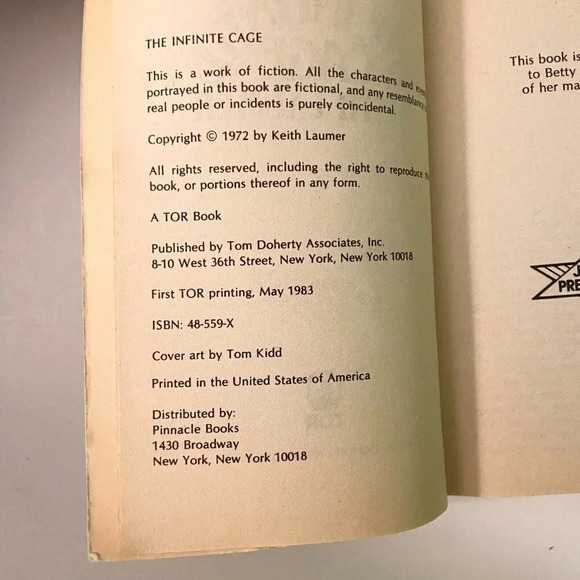 THE INFINITE CAGE
This is a work of fiction. All the characters and
portrayed in this book are fictional, and any resemblance
real people or incidents is purely coincidental.
Copyright © 1972 by Keith Laumer
All rights reserved, including the right to reproduce
book, or portions thereof in any form.
A TOR Book
Published by Tom Doherty Associates, Inc.
8-10 West 36th Street, New York, New York 10018
First TOR printing, May 1983
ISBN: 48-559-X
Cover art by Tom Kidd
Printed in the United States of America
Distributed by:
Pinnacle Books
1430 Broadway
New York, New York 10018
This book is
to Betty
of her ma
J
PRE